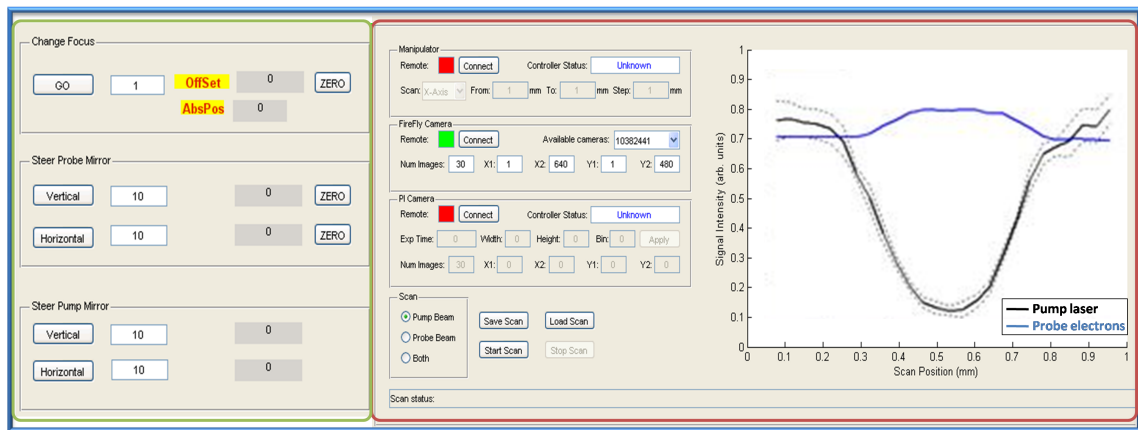 Change Focus
GO 1 OffSet 0 ZERO
AbsPos 0
Steer Probe Mirror
Vertical 10 0 ZERO
Horizontal 10 0 ZERO
Steer Pump Mirror
Vertical 10 0
Horizontal 10 0
Manipulator
Remote: Connect Controller Status: Unknown
Scan: X-Axis From: 1 mm To: 1 mm Step: 1 mm
FireFly Camera
Remote: Connect Available cameras: 10382441
Num Images: 30 X1: 1 X2: 640 Y1: 1 Y2: 480
PI Camera
Remote: Connect Controller Status: Unknown
Exp Time: 0 Width: 0 Height: 0 Bin: 0 Apply
Num Images: 30 X1: 0 X2: 0 Y1: 0 Y2: 0
Scan
Pump Beam
Probe Beam
Both
Save Scan Load Scan
Start Scan Stop Scan
Scan status:
Signal Intensity (arb. units)
1
0.9
0.8
0.7
0.6
0.5
0.4
0.3
0.2
0.1
0
0 0.1 0.2 0.3 0.4 0.5 0.6 0.7 0.8 0.9 1
Scan Position (mm)
Pump laser
Probe electrons